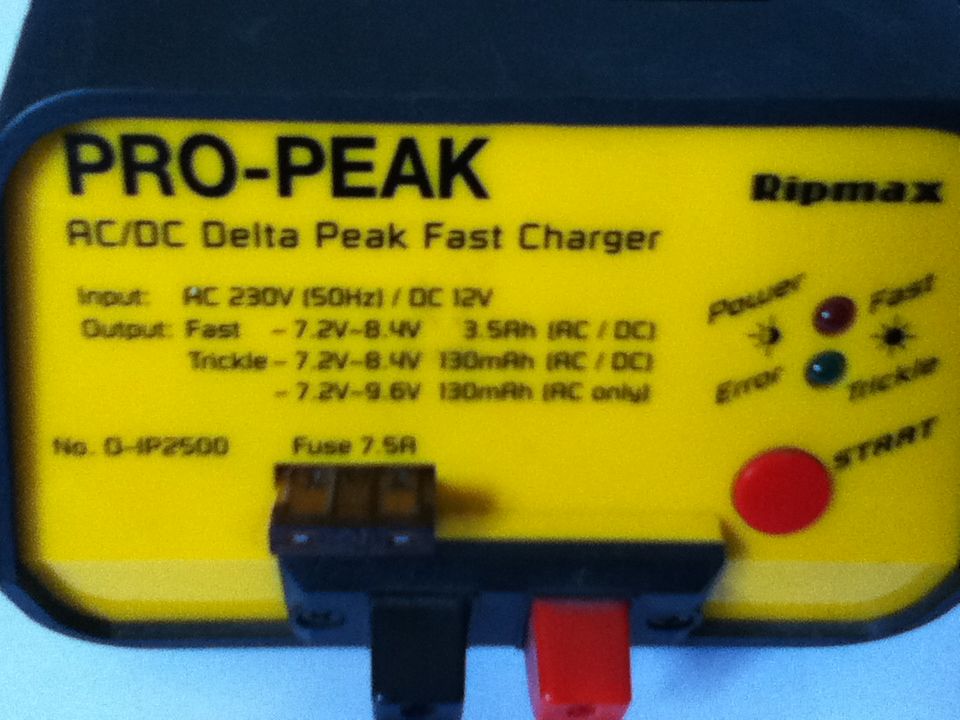 PRO-PEAK
Ripmax
AC/DC Delta Peak Fast Charger
Input: AC 230V (50Hz) / DC 12V
Output: Fast - 7.2V~8.4V 3.5Ah (AC / DC)
Trickle - 7.2V~8.4V 130mAh (AC / DC)
- 7.2V~9.6V 130mAh (AC only)
Power Fast
Error Trickle
No. O-IP2500 Fuse 7.5A
START